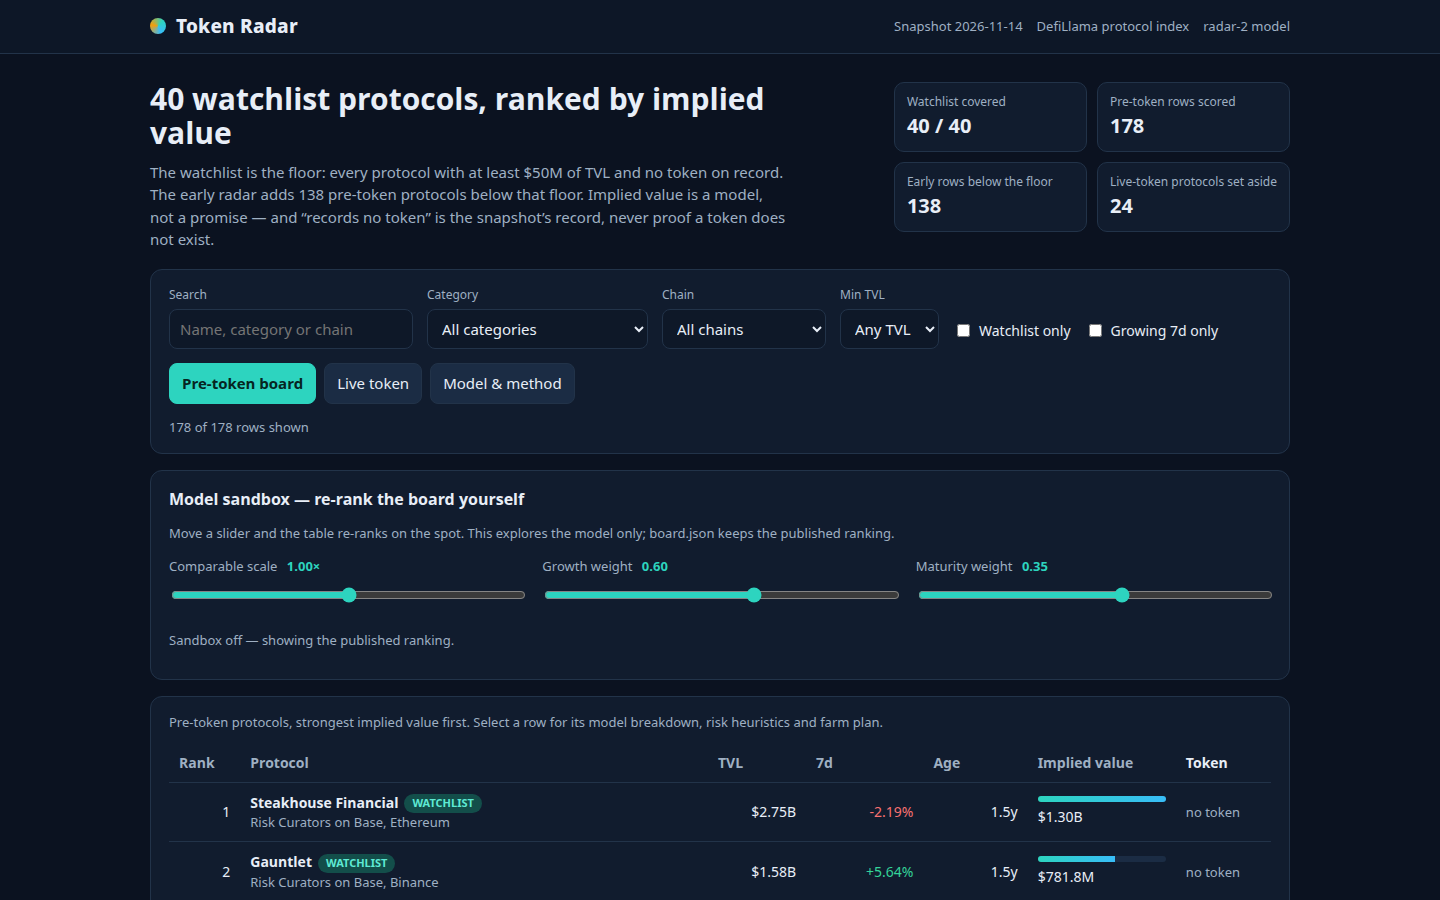 Token Radar
Snapshot 2026-11-14 DefiLlama protocol index radar-2 model
40 watchlist protocols, ranked by implied
value
The watchlist is the floor: every protocol with at least $50M of TVL and no token on record.
The early radar adds 138 pre-token protocols below that floor. Implied value is a model,
not a promise — and “records no token” is the snapshot’s record, never proof a token does
not exist.
Watchlist covered
40 / 40
Pre-token rows scored
178
Early rows below the floor
138
Live-token protocols set aside
24
Search
Category
Chain
Min TVL
Name, category or chain
All categories
All chains
Any TVL
Watchlist only
Growing 7d only
Pre-token board
Live token
Model & method
178 of 178 rows shown
Model sandbox — re-rank the board yourself
Move a slider and the table re-ranks on the spot. This explores the model only; board.json keeps the published ranking.
Comparable scale 1.00×
Growth weight 0.60
Maturity weight 0.35
Sandbox off — showing the published ranking.
Pre-token protocols, strongest implied value first. Select a row for its model breakdown, risk heuristics and farm plan.
Rank Protocol TVL 7d Age Implied value Token
1 Steakhouse Financial WATCHLIST $2.75B -2.19% 1.5y $1.30B no token
Risk Curators on Base, Ethereum
2 Gauntlet WATCHLIST $1.58B +5.64% 1.5y $781.8M no token
Risk Curators on Base, Binance